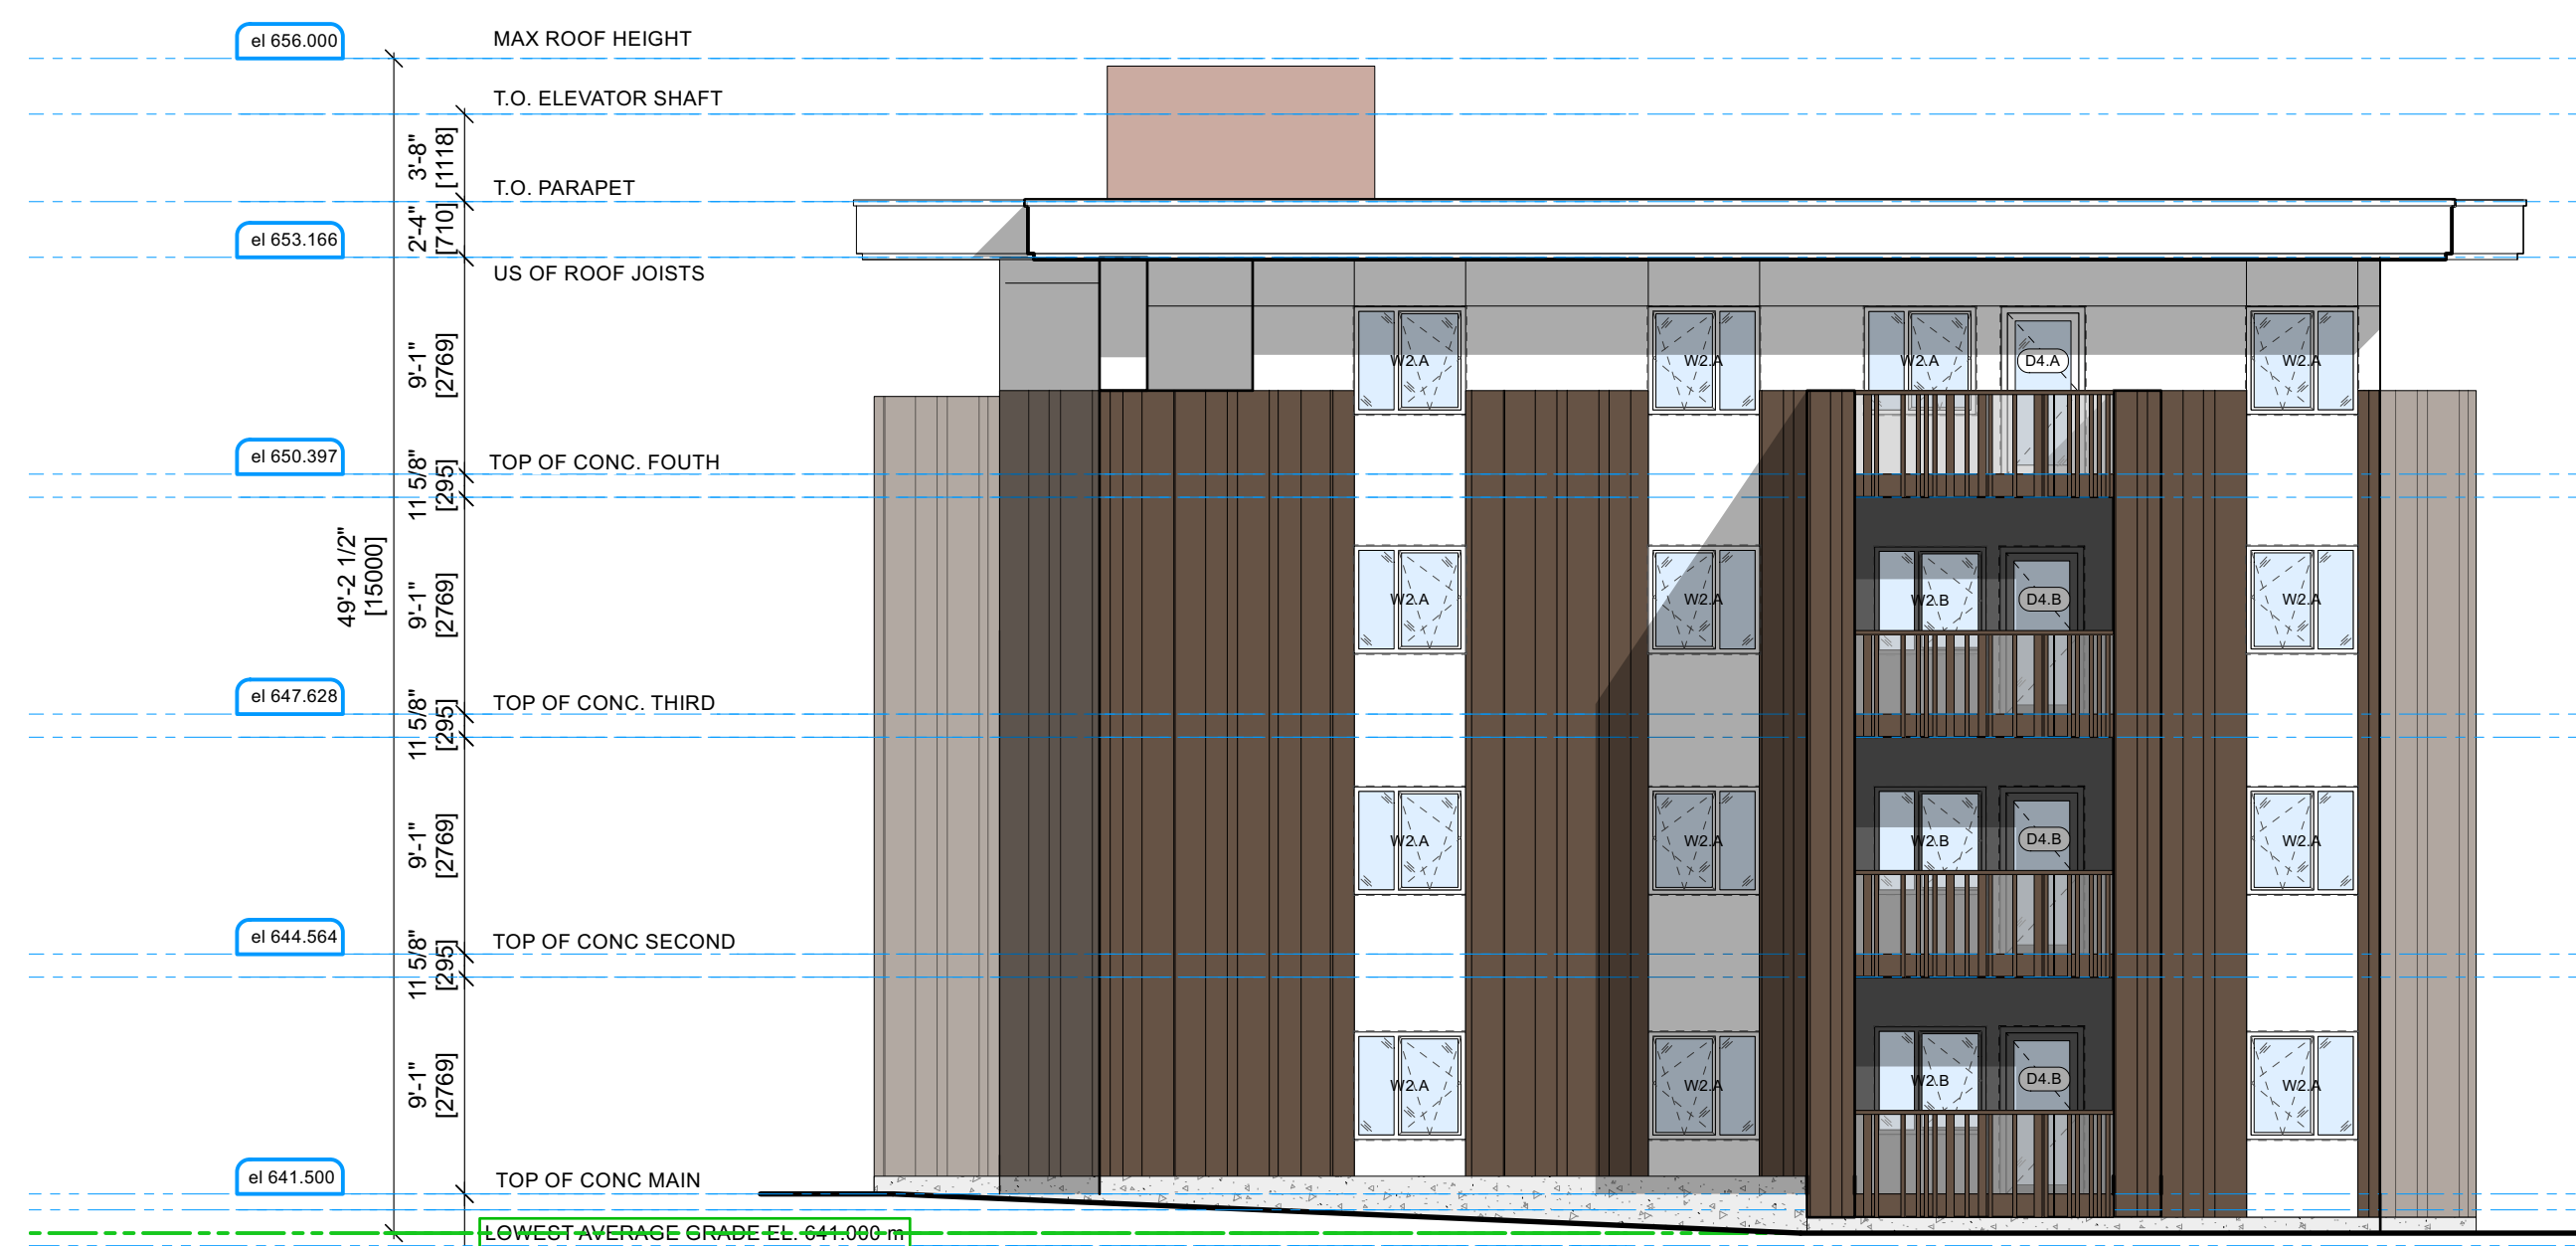 el 656.000
MAX ROOF HEIGHT
T.O. ELEVATOR SHAFT
3'-8"
[1118]
T.O. PARAPET
2'-4"
[710]
el 653.166
US OF ROOF JOISTS
9'-1"
[2769]
W2.A
W2.A
W2.A
D4.A
W2.A
el 650.397
TOP OF CONC. FOUTH
11 5/8"
[295]
49'-2 1/2"
[15000]
9'-1"
[2769]
W2.A
W2.A
W2.B
D4.B
W2.A
el 647.628
TOP OF CONC. THIRD
11 5/8"
[295]
9'-1"
[2769]
W2.A
W2.A
W2.B
D4.B
W2.A
el 644.564
TOP OF CONC SECOND
11 5/8"
[295]
9'-1"
[2769]
W2.A
W2.A
W2.B
D4.B
W2.A
el 641.500
TOP OF CONC MAIN
LOWEST AVERAGE GRADE EL. 641.000 m